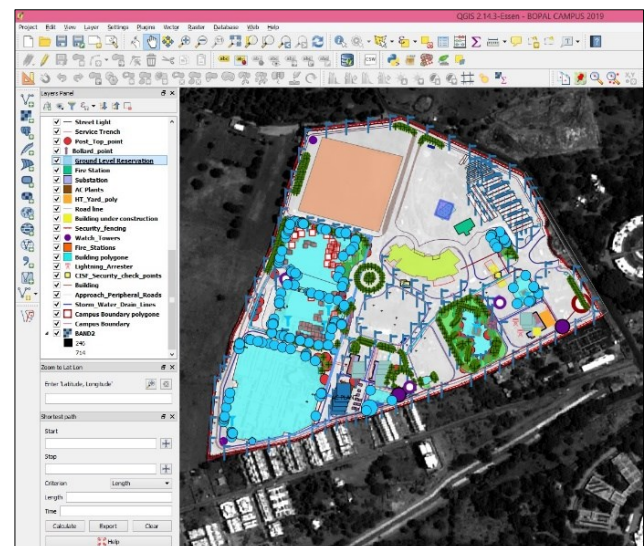 QGIS 2.14.3-Essen - BOPAL CAMPUS 2019
Project Edit View Layer Settings Plugins Vector Raster Database Web Help
Layers Panel
Street Light
Service Trench
Post_Top_point
Bollard_point
Ground Level Reservation
Fire Station
Substation
AC Plants
HT_Yard_poly
Road line
Building under construction
Security_fencing
Watch_Towers
Fire_Stations
Building polygone
Lightning_Arrester
CISF_Security_check_points
Building
Approach_Peripheral_Roads
Storm_Water_Drain_Lines
Campus Boundary polygone
Campus Boundary
BAND2
246
714
Zoom to Lat Lon
Enter 'Latitude, Longitude'
Shortest path
Start
Stop
Criterion Length
Length
Time
Calculate Export Clear
Help